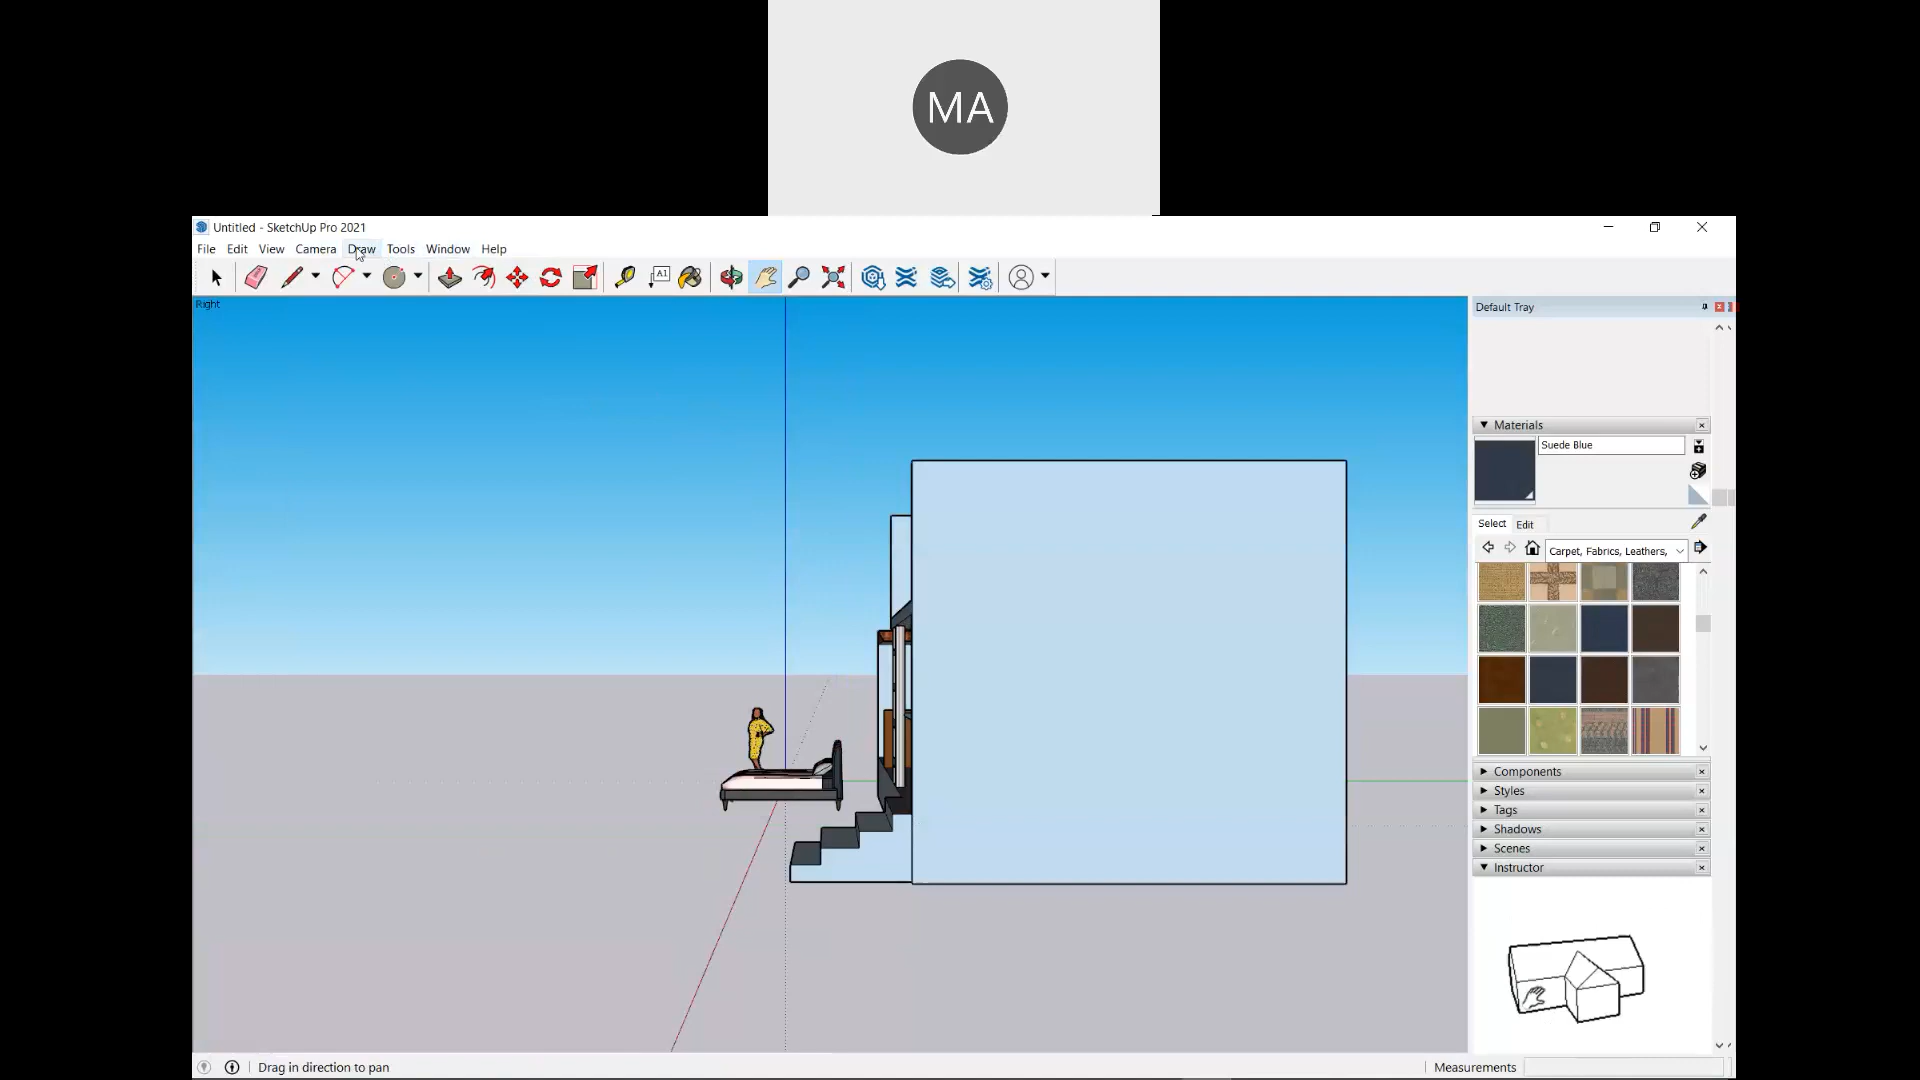 MA
Untitled - SketchUp Pro 2021
File Edit View Camera Draw Tools Window Help
A1
Right
Default Tray
Materials
Suede Blue
Select Edit
Carpet, Fabrics, Leathers,
Components
Styles
Tags
Shadows
Scenes
Instructor
Drag in direction to pan
Measurements